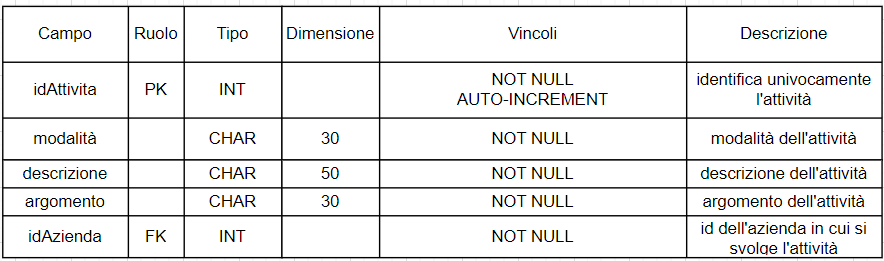 Campo Ruolo Tipo Dimensione Vincoli Descrizione
idAttivita PK INT NOT NULL AUTO-INCREMENT identifica univocamente l'attività
modalità CHAR 30 NOT NULL modalità dell'attività
descrizione CHAR 50 NOT NULL descrizione dell'attività
argomento CHAR 30 NOT NULL argomento dell'attività
idAzienda FK INT NOT NULL id dell'azienda in cui si svolge l'attività